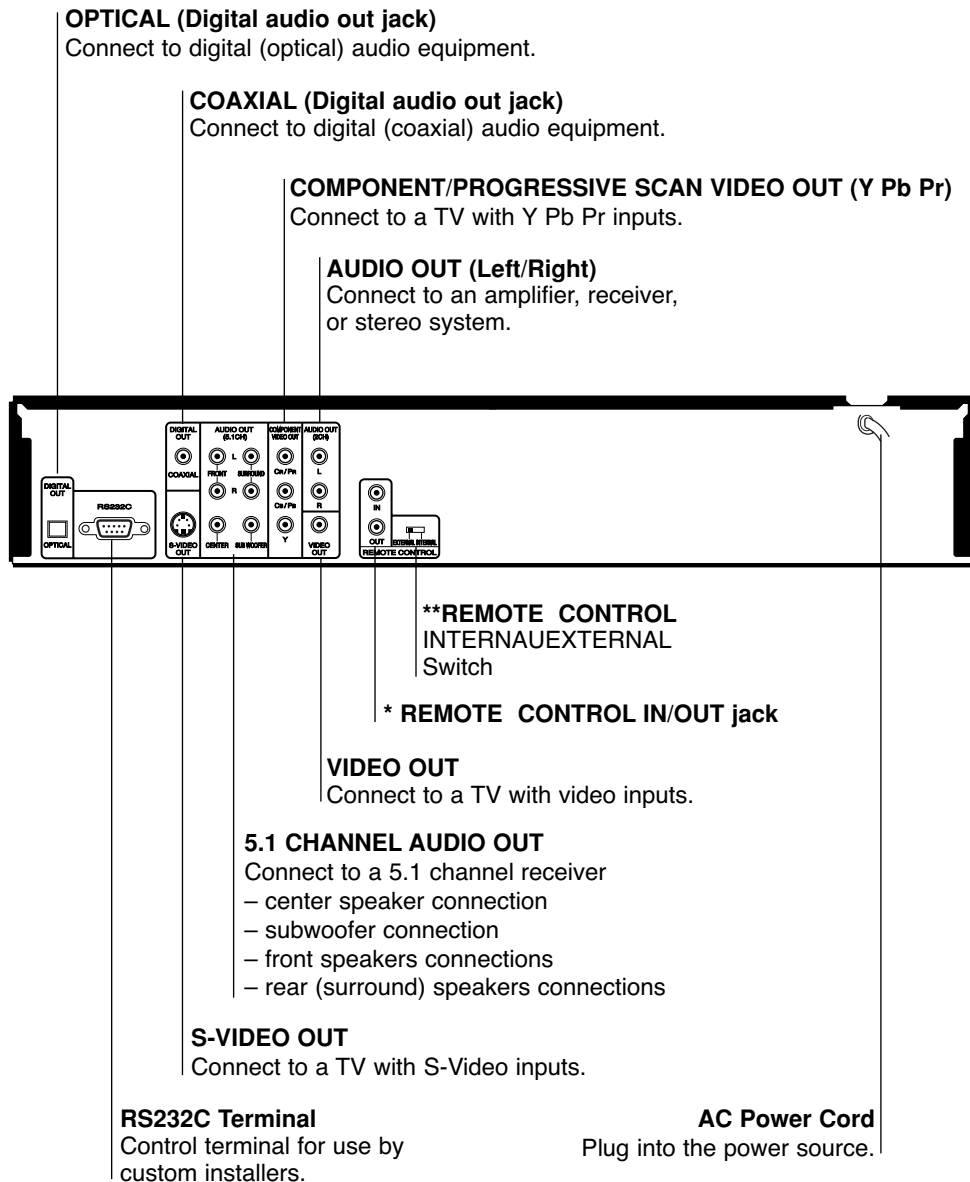 OPTICAL (Digital audio out jack)
Connect to digital (optical) audio equipment.
COAXIAL (Digital audio out jack)
Connect to digital (coaxial) audio equipment.
COMPONENT/PROGRESSIVE SCAN VIDEO OUT (Y Pb Pr)
Connect to a TV with Y Pb Pr inputs.
AUDIO OUT (Left/Right)
Connect to an amplifier, receiver,
or stereo system.
DIGITAL
OUT
COAXIAL
AUDIO OUT
(5.1CH)
L
FRONT
SURROUND
R
CENTER
SUB WOOFER
COMPONENT
VIDEO OUT
CR/PR
CB/PB
Y
AUDIO OUT
(2CH)
L
R
VIDEO
OUT
DIGITAL
OUT
OPTICAL
RS232C
S-VIDEO
OUT
IN
OUT
EXTERNAL INTERNAL
REMOTE CONTROL
**REMOTE CONTROL
INTERNAUEXTERNAL
Switch
* REMOTE CONTROL IN/OUT jack
VIDEO OUT
Connect to a TV with video inputs.
5.1 CHANNEL AUDIO OUT
Connect to a 5.1 channel receiver
– center speaker connection
– subwoofer connection
– front speakers connections
– rear (surround) speakers connections
S-VIDEO OUT
Connect to a TV with S-Video inputs.
RS232C Terminal
Control terminal for use by
custom installers.
AC Power Cord
Plug into the power source.